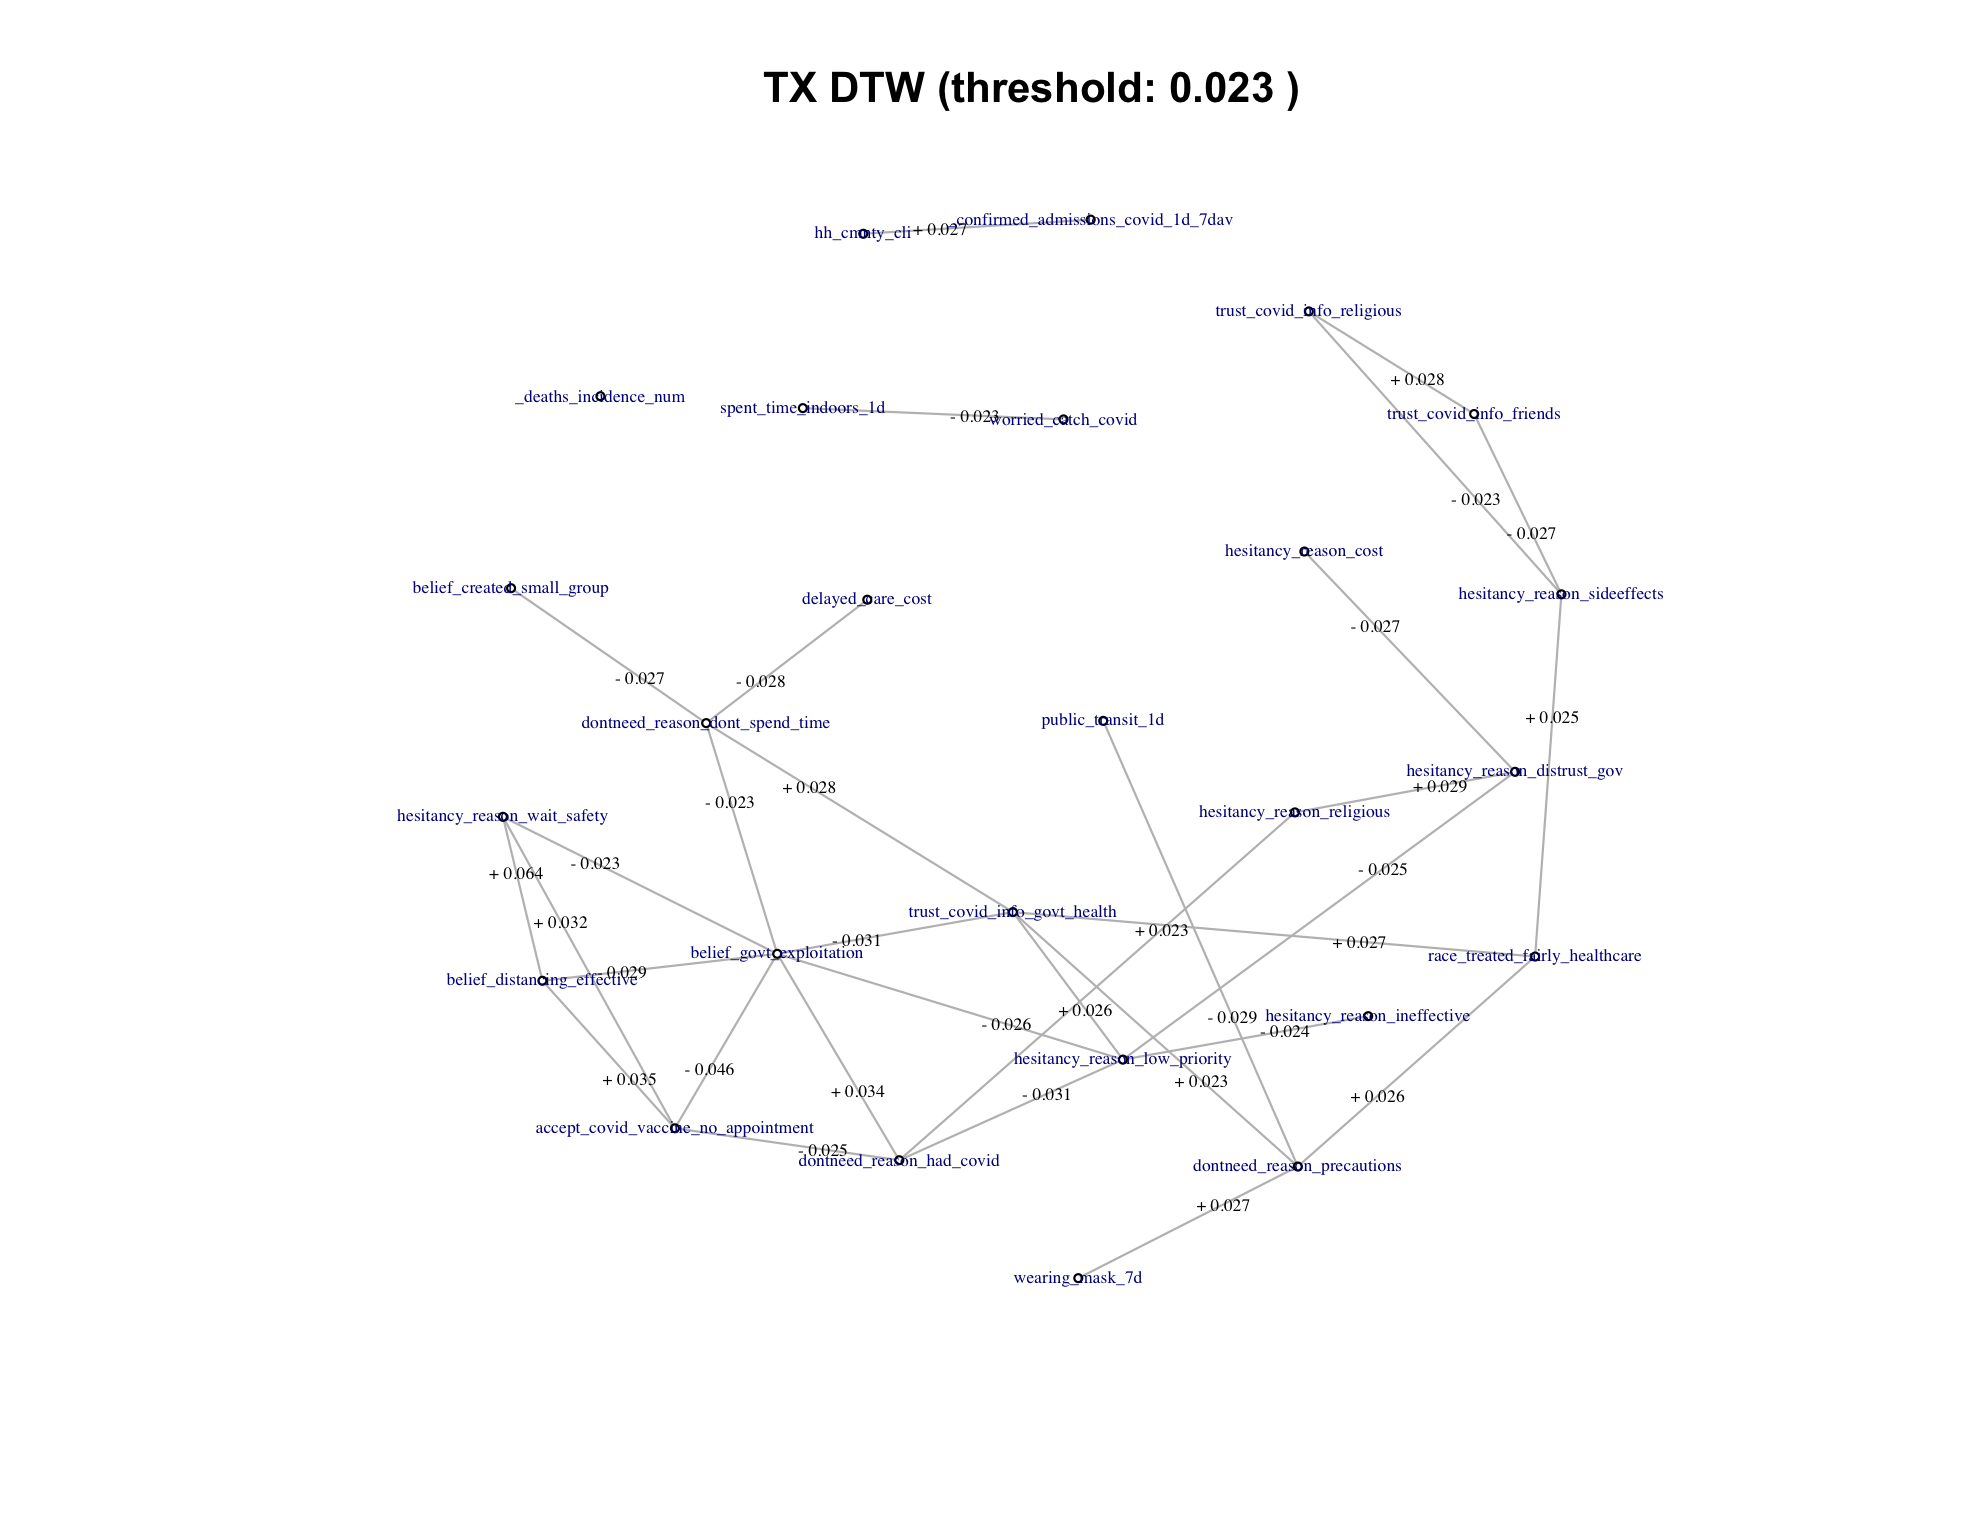 TX DTW (threshold: 0.023 )
confirmed_admissions_covid_1d_7dav
hh_cmnty_cli
+ 0.027
trust_covid_info_religious
+ 0.028
_deaths_incidence_num
spent_time_indoors_1d
- 0.023
worried_catch_covid
trust_covid_info_friends
- 0.023
- 0.027
hesitancy_reason_cost
belief_created_small_group
delayed_care_cost
hesitancy_reason_sideeffects
- 0.027
- 0.027
- 0.028
dontneed_reason_dont_spend_time
public_transit_1d
+ 0.025
hesitancy_reason_distrust_gov
+ 0.028
+ 0.029
- 0.023
hesitancy_reason_wait_safety
hesitancy_reason_religious
- 0.023
+ 0.064
- 0.025
trust_covid_info_govt_health
+ 0.032
+ 0.023
- 0.031
+ 0.027
belief_govt_exploitation
race_treated_fairly_healthcare
- 0.029
belief_distancing_effective
+ 0.026
- 0.026
- 0.029
hesitancy_reason_ineffective
- 0.024
hesitancy_reason_low_priority
- 0.046
+ 0.035
+ 0.023
+ 0.034
- 0.031
+ 0.026
accept_covid_vaccine_no_appointment
- 0.025
dontneed_reason_had_covid
dontneed_reason_precautions
+ 0.027
wearing_mask_7d